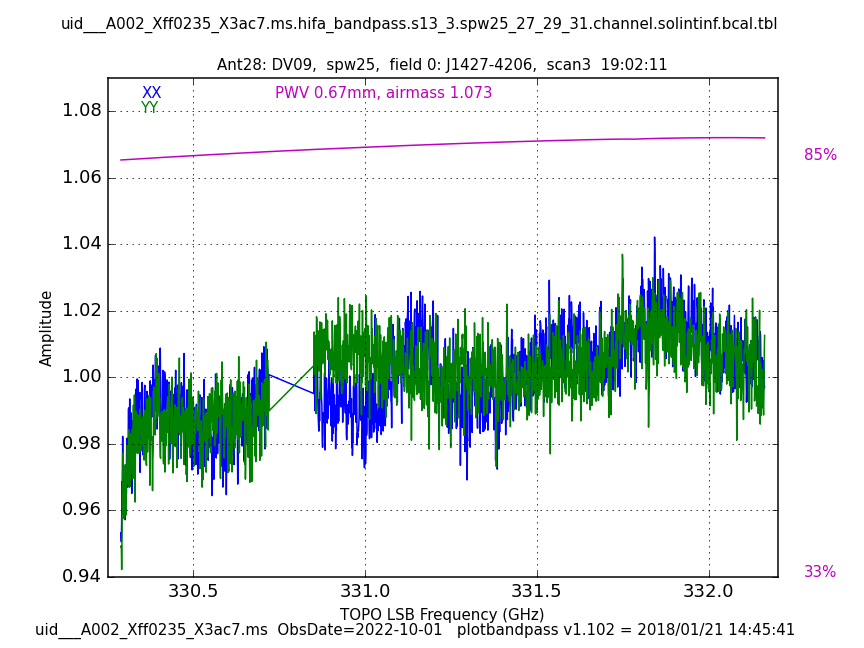 uid___A002_Xff0235_X3ac7.ms.hifa_bandpass.s13_3.spw25_27_29_31.channel.solintinf.bcal.tbl
Ant28: DV09, spw25, field 0: J1427-4206, scan3 19:02:11
XX
YY
PWV 0.67mm, airmass 1.073
1.08
1.06
1.04
1.02
1.00
0.98
0.96
0.94
Amplitude
85%
33%
330.5 331.0 331.5 332.0
TOPO LSB Frequency (GHz)
uid___A002_Xff0235_X3ac7.ms ObsDate=2022-10-01 plotbandpass v1.102 = 2018/01/21 14:45:41